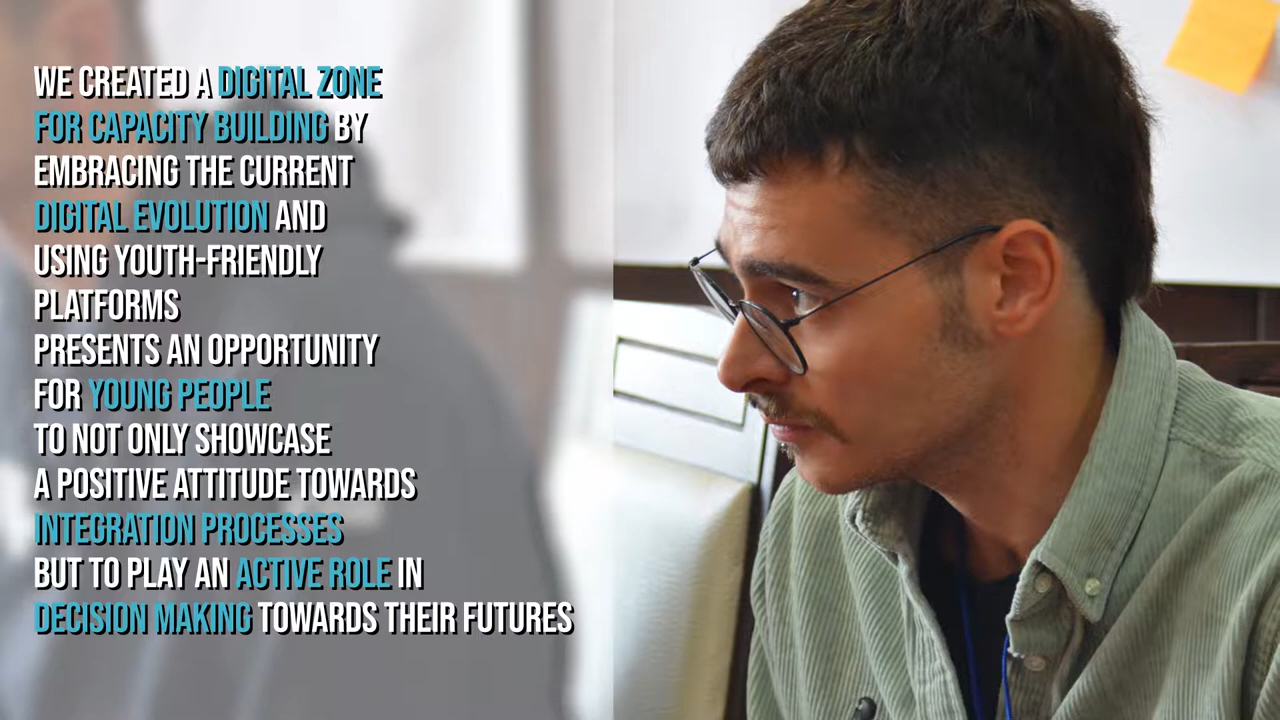 WE CREATED A DIGITAL ZONE
FOR CAPACITY BUILDING BY
EMBRACING THE CURRENT
DIGITAL EVOLUTION AND
USING YOUTH-FRIENDLY
PLATFORMS
PRESENTS AN OPPORTUNITY
FOR YOUNG PEOPLE
TO NOT ONLY SHOWCASE
A POSITIVE ATTITUDE TOWARDS
INTEGRATION PROCESSES
BUT TO PLAY AN ACTIVE ROLE IN
DECISION MAKING TOWARDS THEIR FUTURES